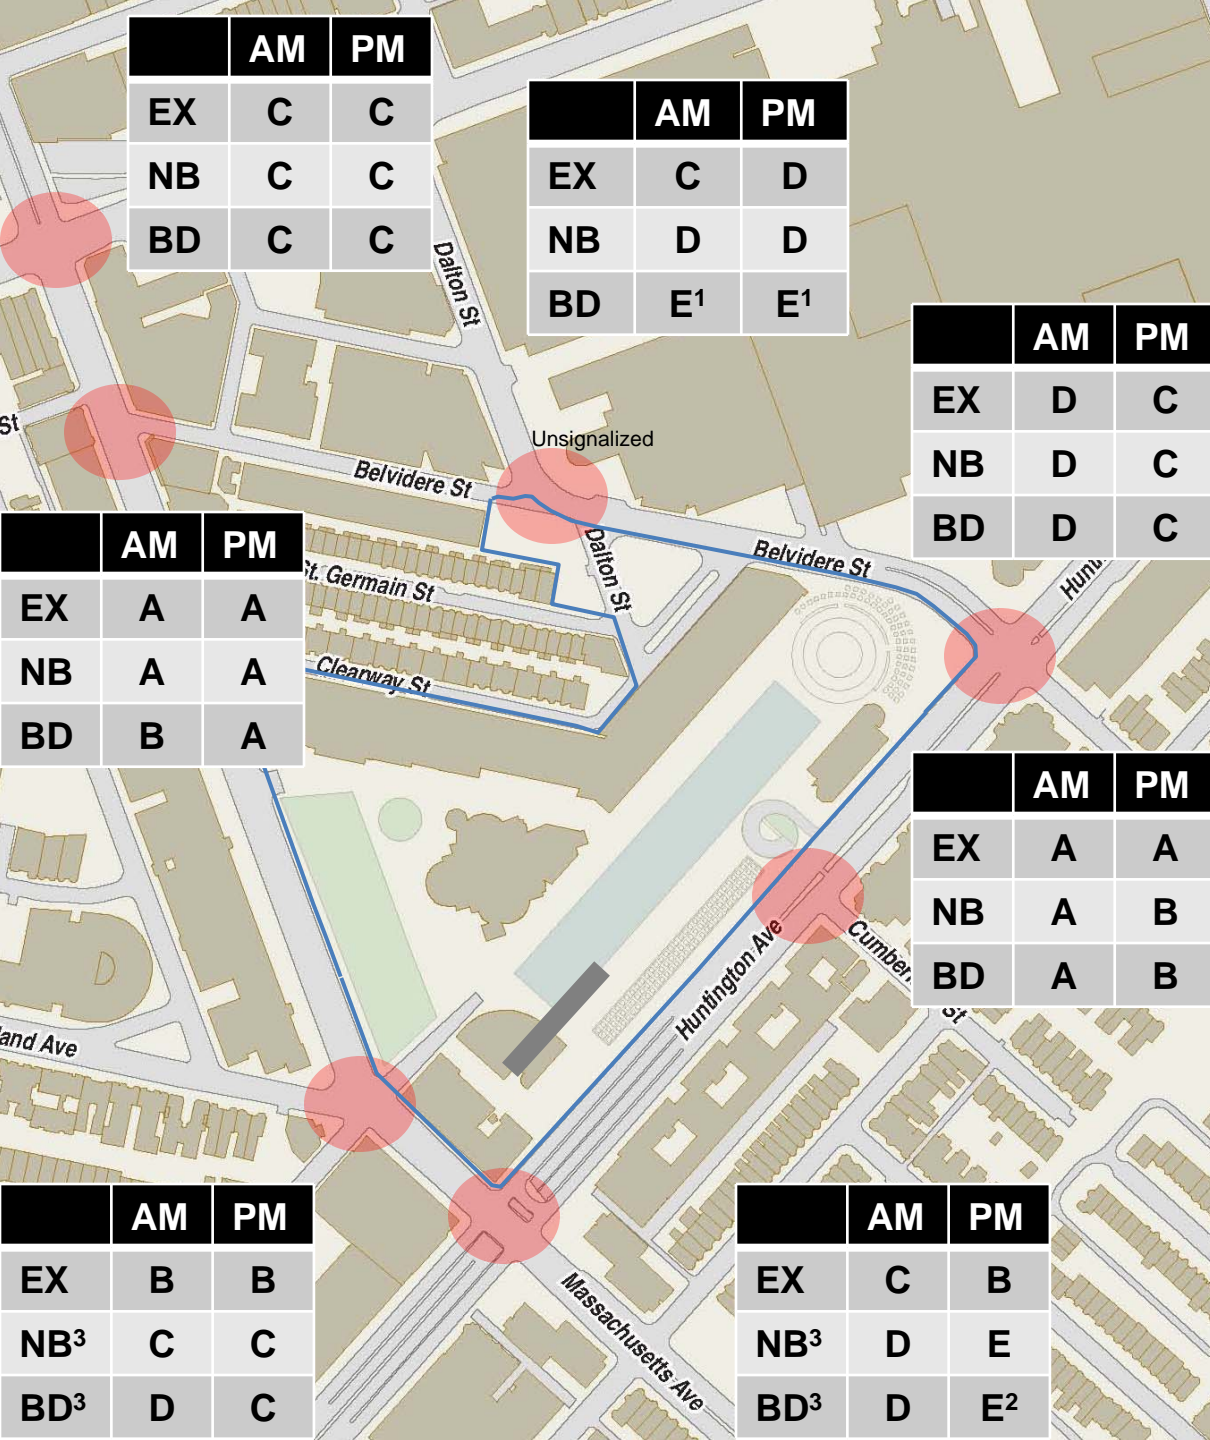 AM PM
EX C C
NB C C
BD C C
AM PM
EX C D
NB D D
BD E¹ E¹
Dalton St
AM PM
EX D C
NB D C
BD D C
St
Unsignalized
Belvidere St
Dalton St
Belvidere St
AM PM
EX A A
NB A A
BD B A
St. Germain St
Clearway St
AM PM
EX A A
NB A B
BD A B
Huntington Ave
land Ave
AM PM
EX B B
NB³ C C
BD³ D C
Massachusetts Ave
AM PM
EX C B
NB³ D E
BD³ D E²